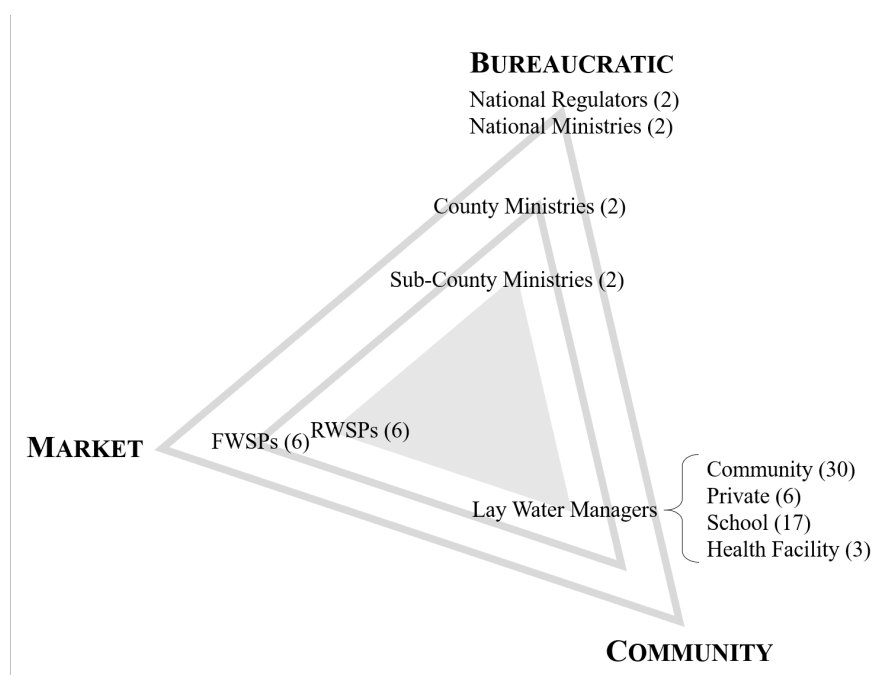 BUREAUCRATIC
National Regulators (2)
National Ministries (2)
County Ministries (2)
Sub-County Ministries (2)
MARKET
FWSPs (6)
RWSPs (6)
Lay Water Managers
Community (30)
Private (6)
School (17)
Health Facility (3)
COMMUNITY